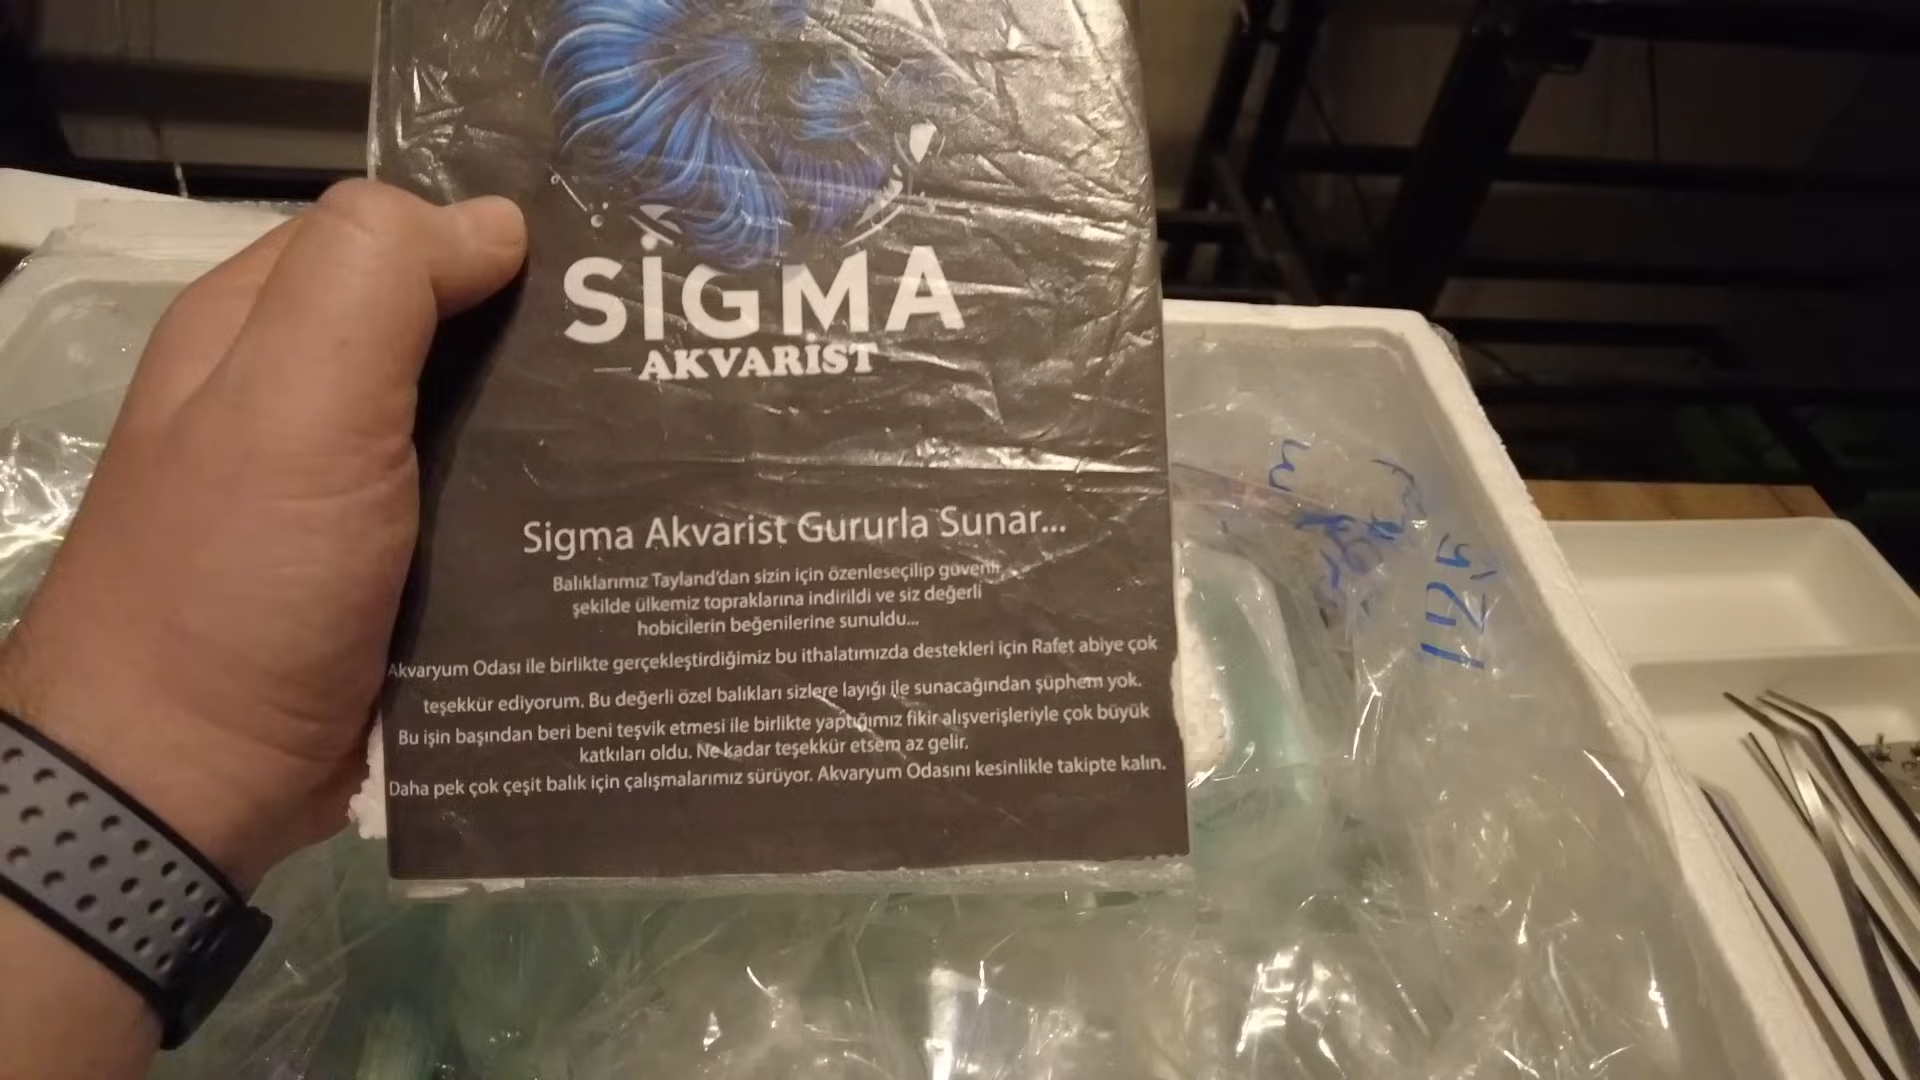 SİGMA
AKVARİST
Sigma Akvarist Gururla Sunar...
Balıklarımız Tayland'dan sizin için özenleseçilip güvenli
şekilde ülkemiz topraklarına indirildi ve siz değerli
hobicilerin beğenilerine sunuldu...
Akvaryum Odası ile birlikte gerçekleştirdiğimiz bu ithalatımızda destekleri için Rafet abiye çok
teşekkür ediyorum. Bu değerli özel balıkları sizlere layığı ile sunacağından şüphem yok.
Bu işin başından beri beni teşvik etmesi ile birlikte yaptığımız fikir alışverişleriyle çok büyük
katkıları oldu. Ne kadar teşekkür etsem az gelir.
Daha pek çok çeşit balık için çalışmalarımız sürüyor. Akvaryum Odasını kesinlikle takipte kalın.